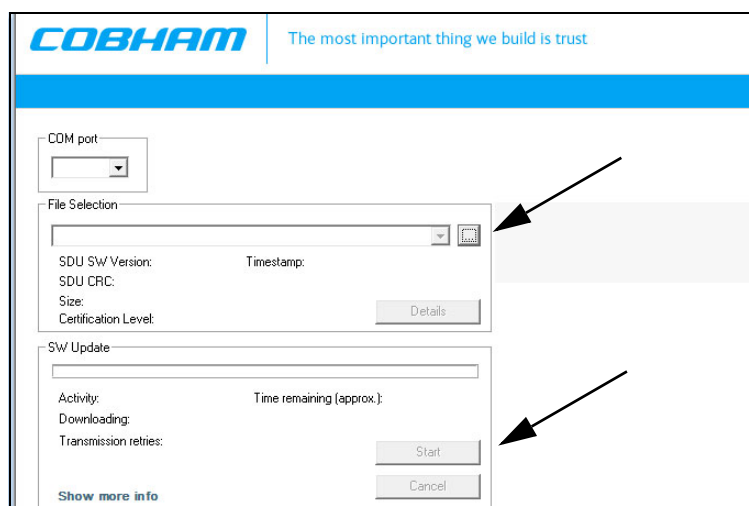 COBHAM
The most important thing we build is trust
COM port
File Selection
...
SDU SW Version: Timestamp:
SDU CRC:
Size:
Certification Level:
Details
SW Update
Activity: Time remaining (approx.):
Downloading:
Transmission retries:
Start
Cancel
Show more info